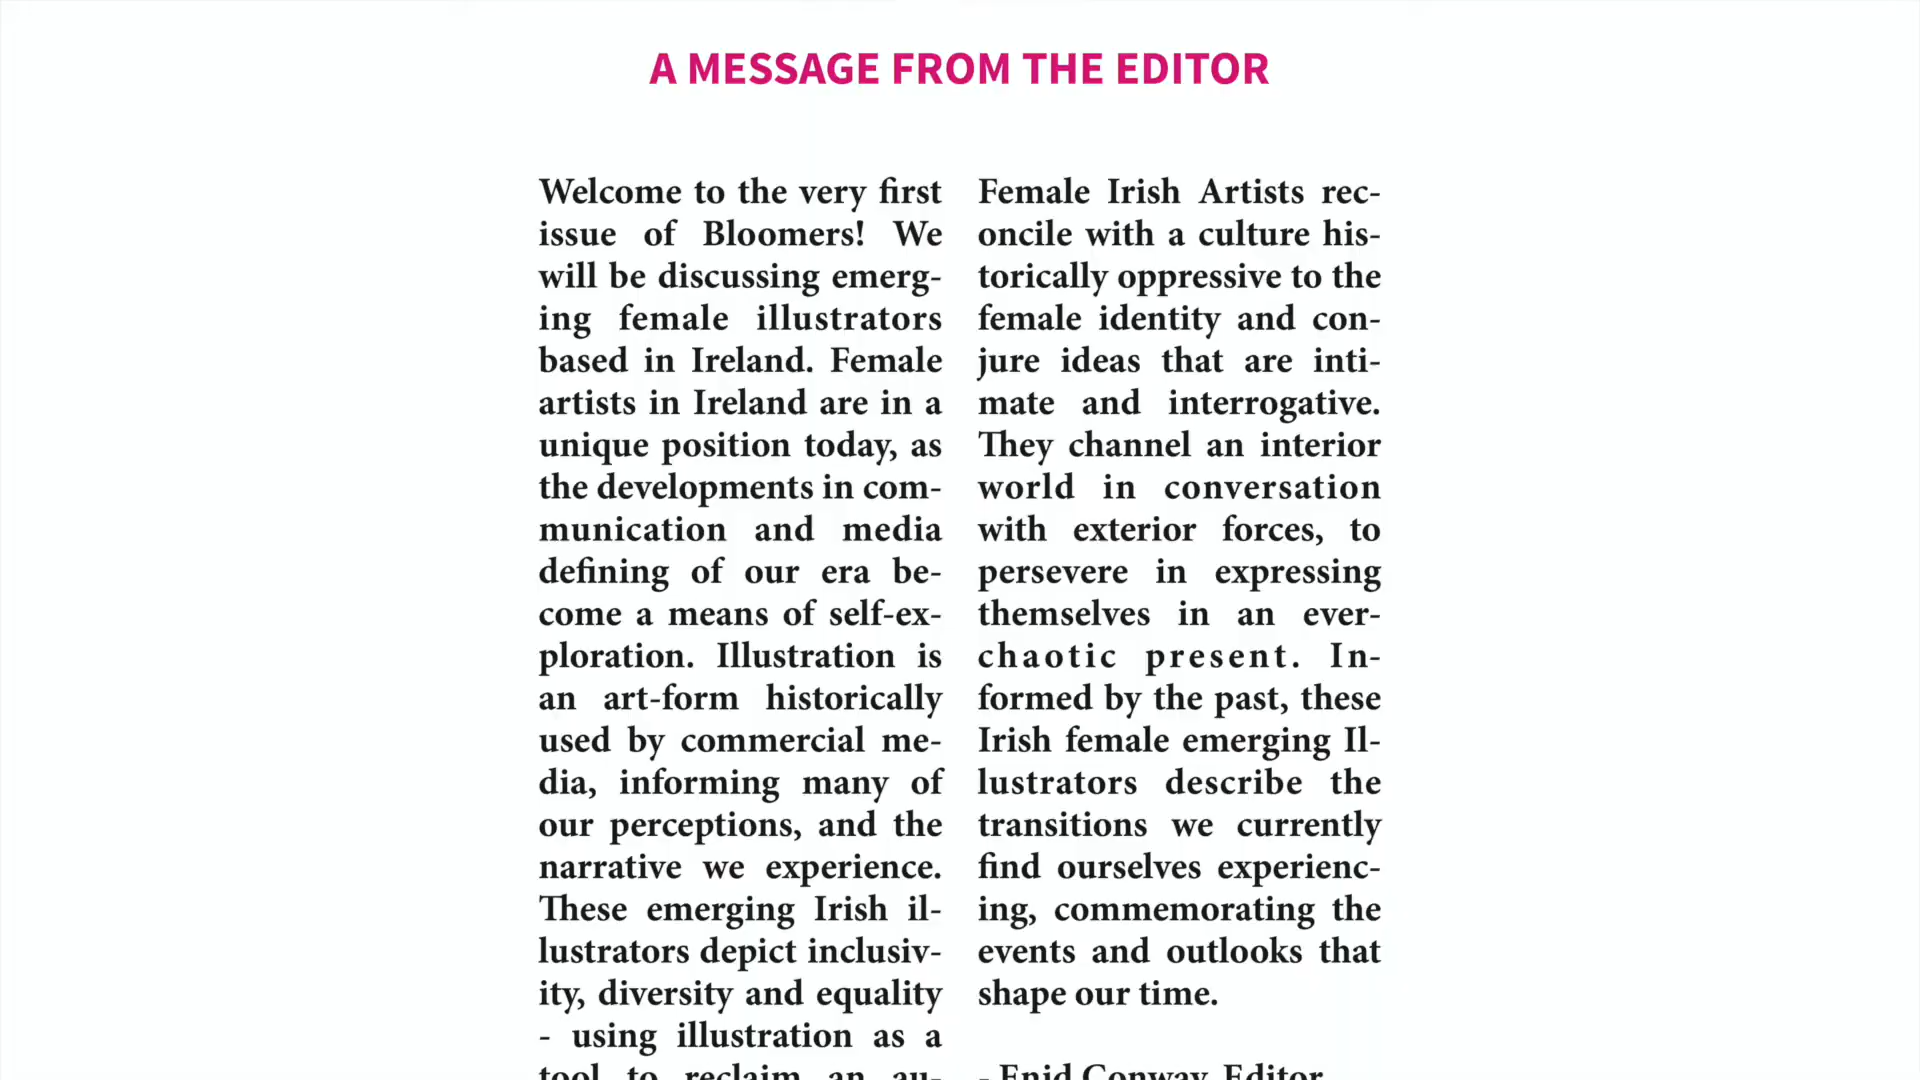 A MESSAGE FROM THE EDITOR
Welcome to the very first
issue of Bloomers! We
will be discussing emerg-
ing female illustrators
based in Ireland. Female
artists in Ireland are in a
unique position today, as
the developments in com-
munication and media
defining of our era be-
come a means of self-ex-
ploration. Illustration is
an art-form historically
used by commercial me-
dia, informing many of
our perceptions, and the
narrative we experience.
These emerging Irish il-
lustrators depict inclusiv-
ity, diversity and equality
- using illustration as a
tool to reclaim an au-
Female Irish Artists rec-
oncile with a culture his-
torically oppressive to the
female identity and con-
jure ideas that are inti-
mate and interrogative.
They channel an interior
world in conversation
with exterior forces, to
persevere in expressing
themselves in an ever-
chaotic present. In-
formed by the past, these
Irish female emerging Il-
lustrators describe the
transitions we currently
find ourselves experienc-
ing, commemorating the
events and outlooks that
shape our time.
- Enid Conway, Editor